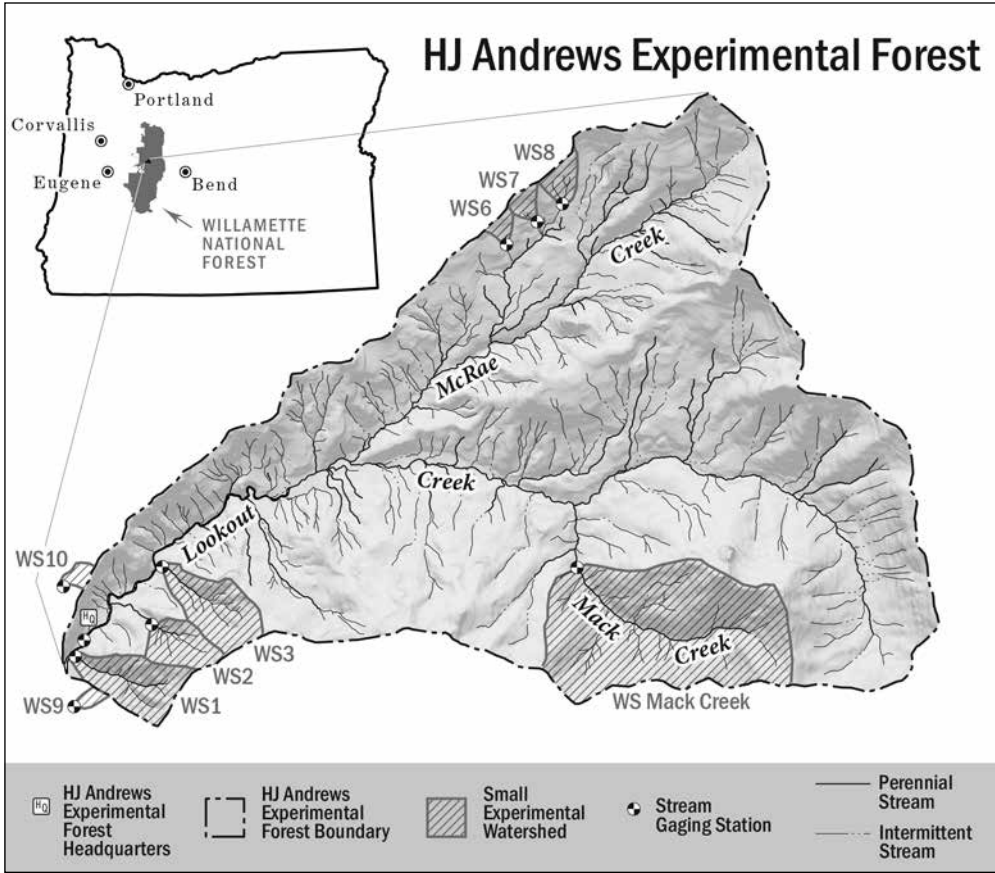 HJ Andrews Experimental Forest
Portland
Corvallis
Eugene
Bend
WILLAMETTE
NATIONAL
FOREST
WS8
WS7
WS6
Creek
McRae
Creek
Lookout
WS10
HQ
Mack
Creek
WS3
WS2
WS1
WS9
WS Mack Creek
HQ
HJ Andrews
Experimental
Forest
Headquarters
HJ Andrews
Experimental
Forest Boundary
Small
Experimental
Watershed
Stream
Gaging Station
Perennial
Stream
Intermittent
Stream